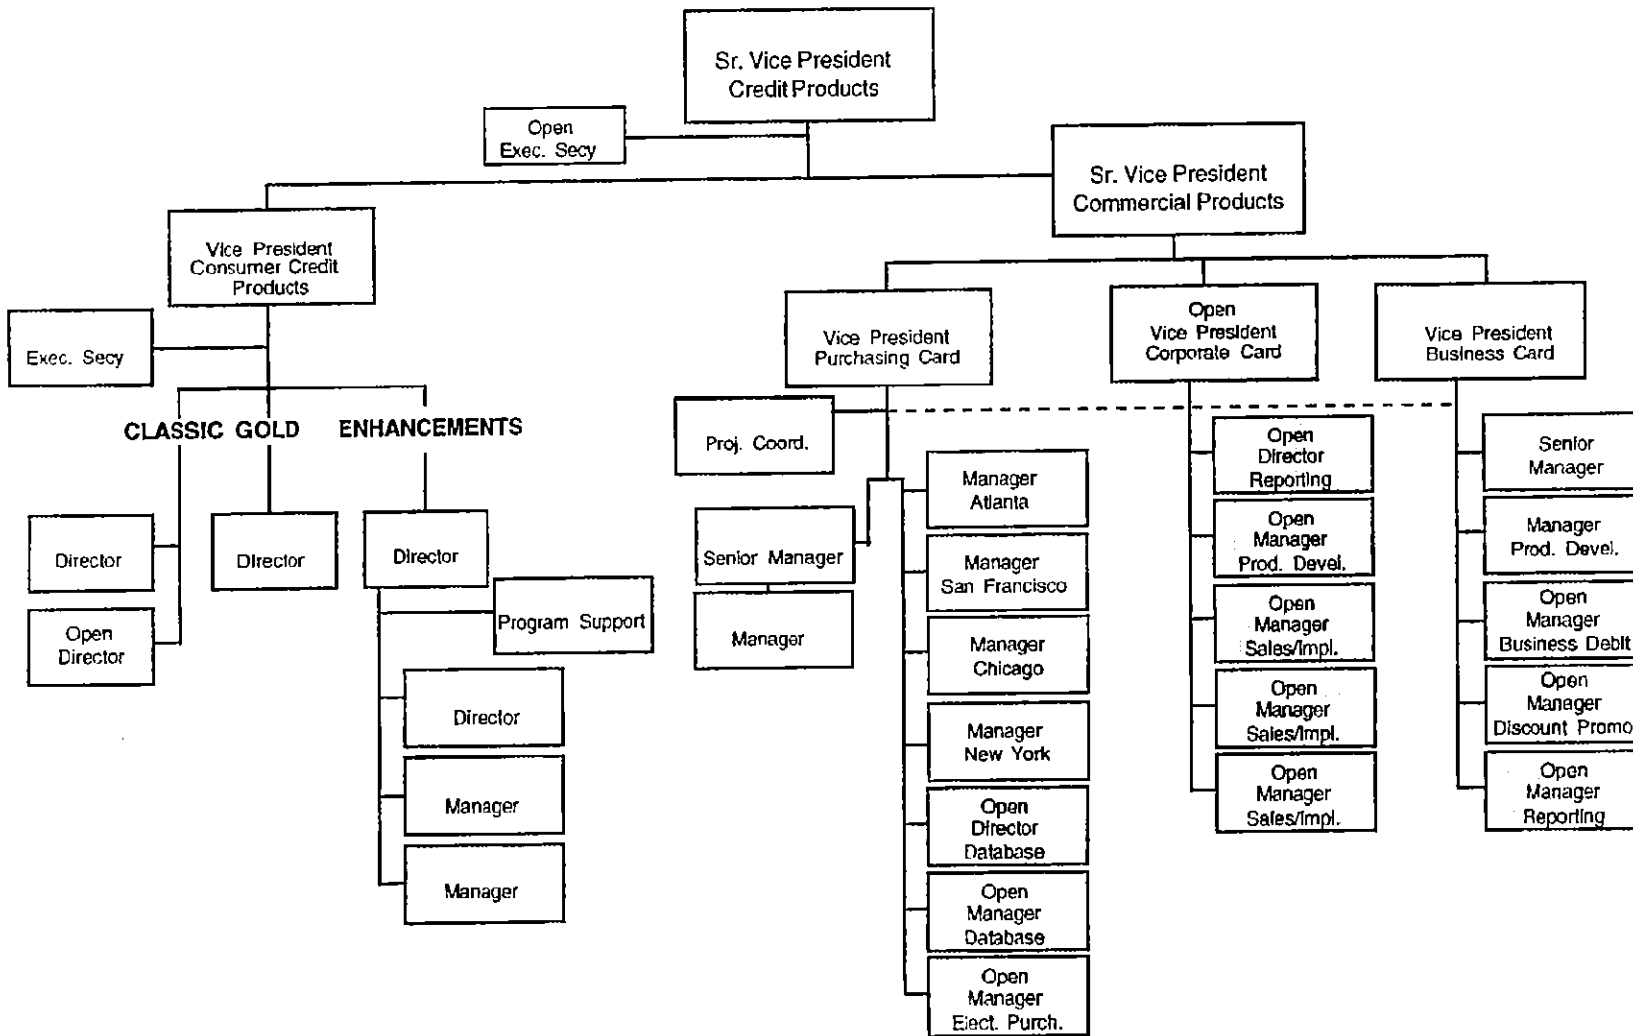 Sr. Vice President
Credit Products
Open
Exec. Secy
Sr. Vice President
Commercial Products
Vice President
Consumer Credit
Products
Exec. Secy
CLASSIC GOLD ENHANCEMENTS
Director
Open
Director
Director
Director
Program Support
Director
Manager
Manager
Vice President
Purchasing Card
Proj. Coord.
Senior Manager
Manager
Manager
Atlanta
Manager
San Francisco
Manager
Chicago
Manager
New York
Open
Director
Database
Open
Manager
Database
Open
Manager
Elect. Purch.
Open
Vice President
Corporate Card
Open
Director
Reporting
Open
Manager
Prod. Devel.
Open
Manager
Sales/Impl.
Open
Manager
Sales/Impl.
Open
Manager
Sales/Impl.
Vice President
Business Card
Senior
Manager
Manager
Prod. Devel.
Open
Manager
Business Debit
Open
Manager
Discount Promo
Open
Manager
Reporting